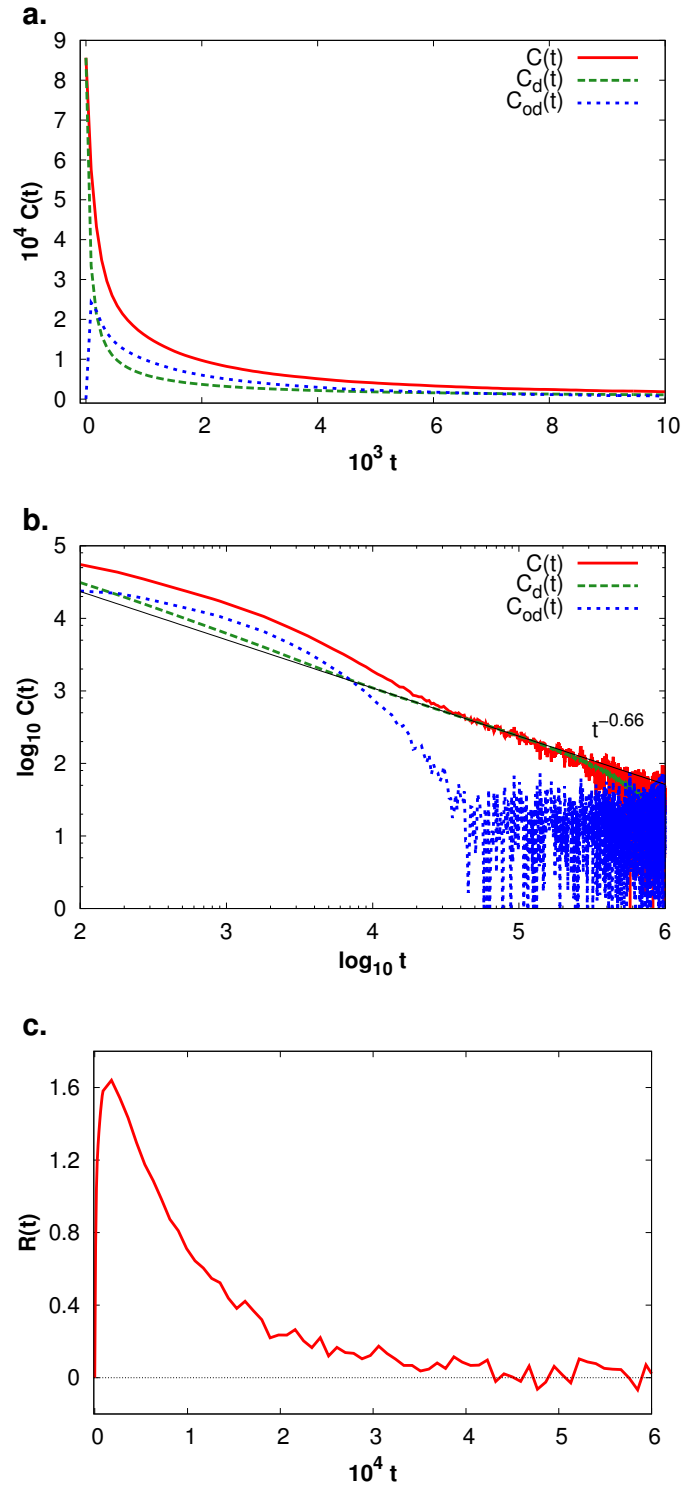 a.
9
8
7
6
5
4
3
2
1
0
10⁴ C(t)
C(t)
C_d(t)
C_od(t)
0 2 4 6 8 10
10³ t
b.
5
4
3
2
1
0
log₁₀ C(t)
C(t)
C_d(t)
C_od(t)
t^−0.66
2 3 4 5 6
log₁₀ t
c.
1.6
1.2
0.8
0.4
0
R(t)
0 1 2 3 4 5 6
10⁴ t